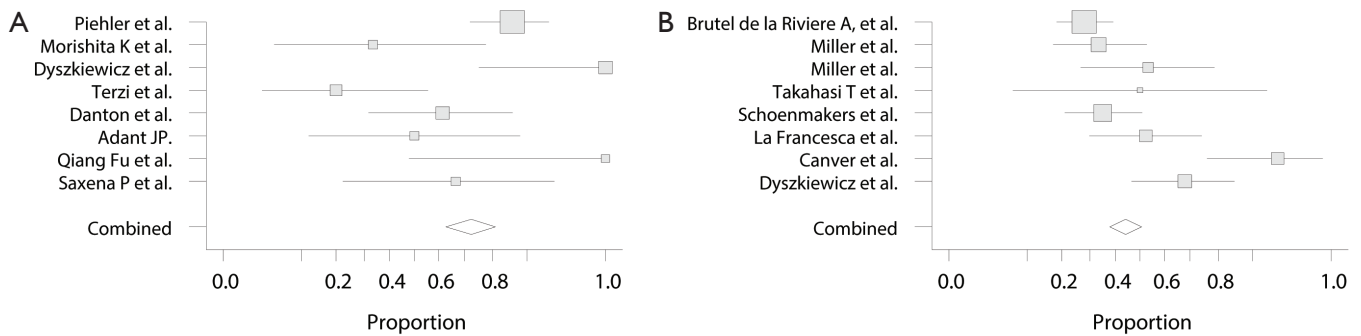 A
Piehler et al.
Morishita K et al.
Dyszkiewicz et al.
Terzi et al.
Danton et al.
Adant JP.
Qiang Fu et al.
Saxena P et al.
Combined
0.0 0.2 0.4 0.6 0.8 1.0
Proportion
B
Brutel de la Riviere A, et al.
Miller et al.
Miller et al.
Takahasi T et al.
Schoenmakers et al.
La Francesca et al.
Canver et al.
Dyszkiewicz et al.
Combined
0.0 0.2 0.4 0.6 0.8 1.0
Proportion